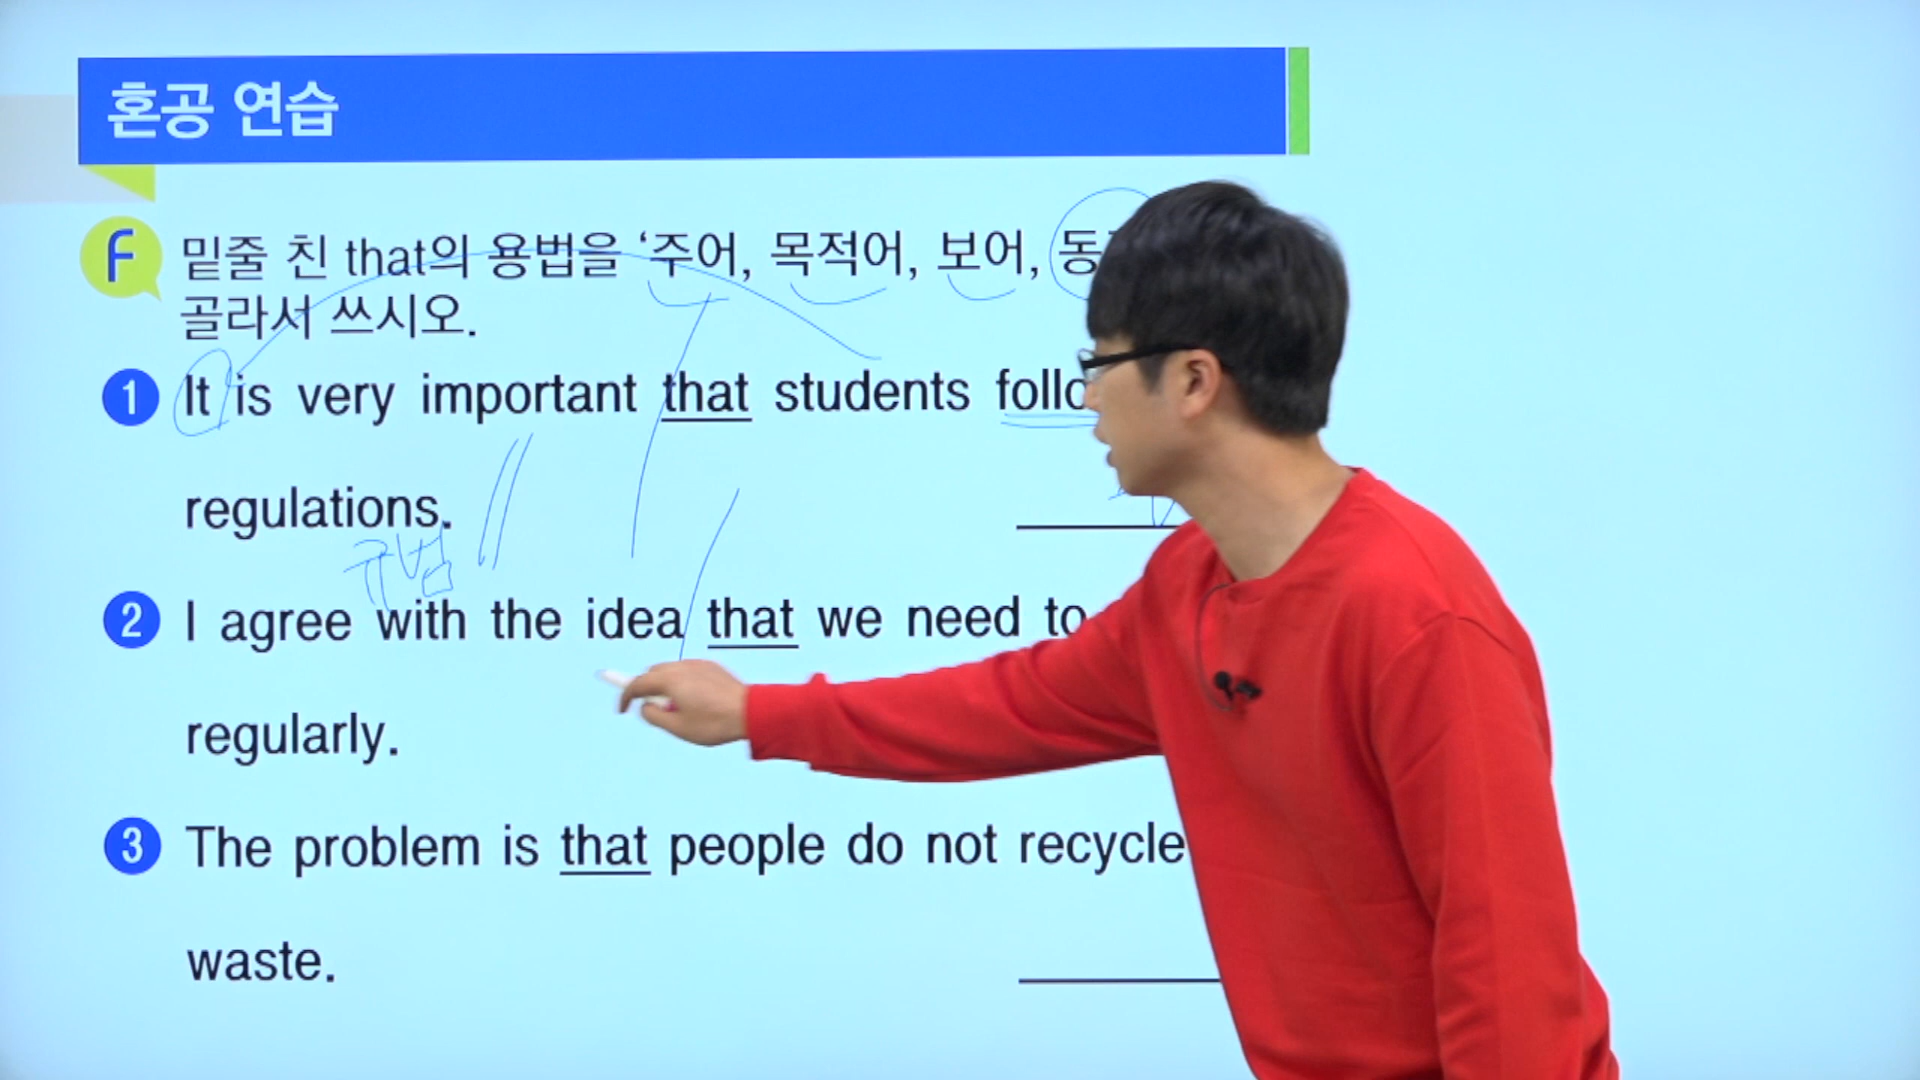 혼공 연습
F 밑줄 친 that의 용법을 ‘주어, 목적어, 보어,
골라서 쓰시오.
1 It is very important that students
regulations.
규범
2 I agree with the idea that we need to
regularly.
3 The problem is that people do not recycle
waste.